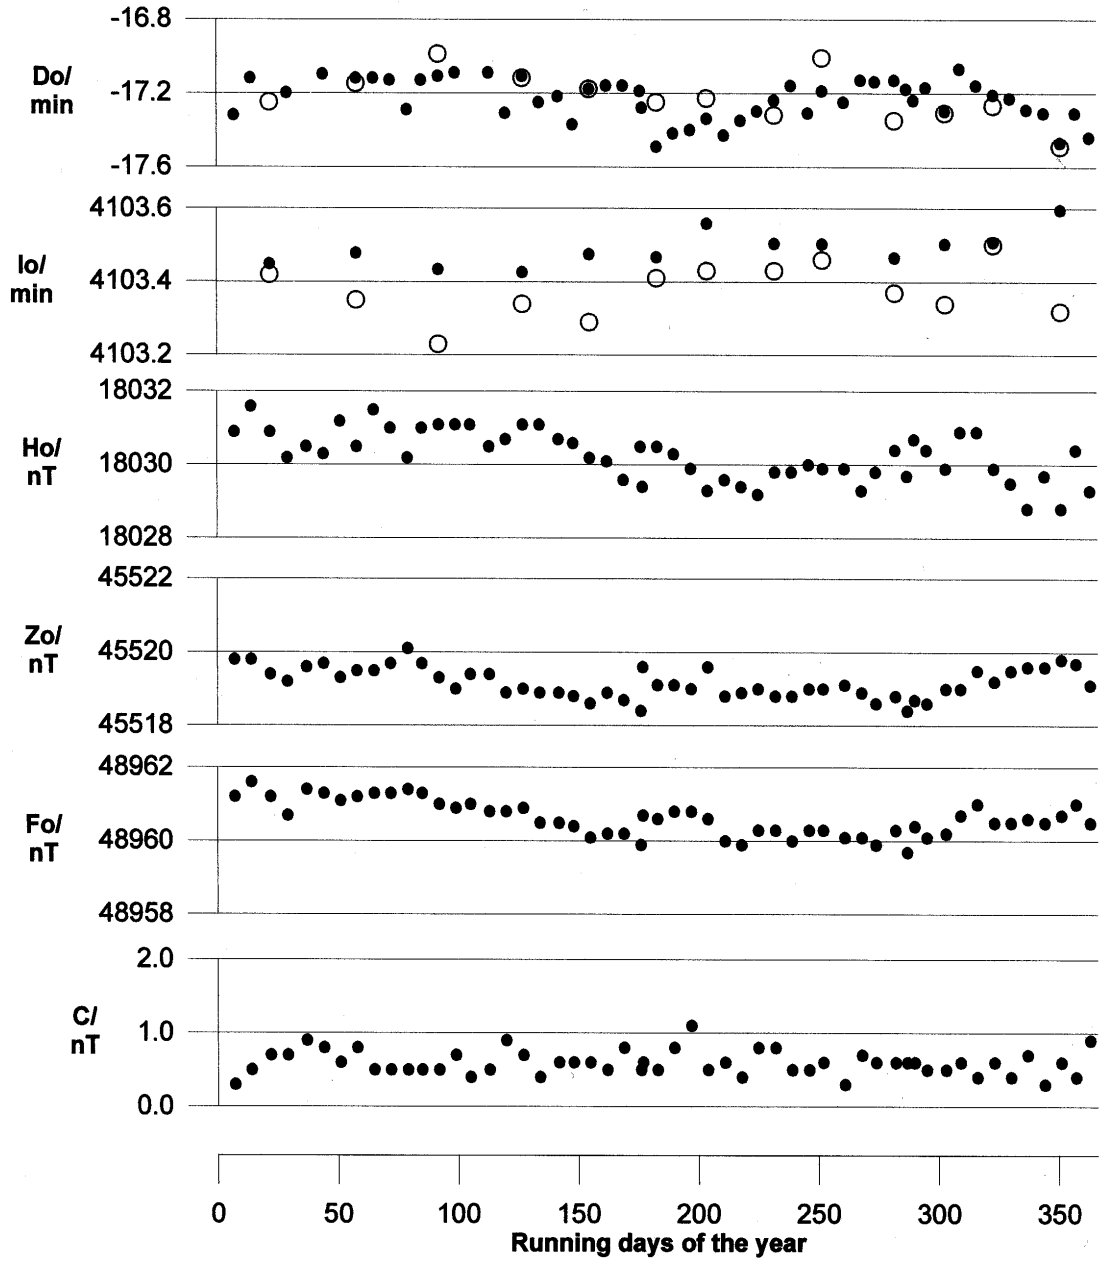 -16.8
Do/
min
-17.2
-17.6
4103.6
Io/
min
4103.4
4103.2
18032
Ho/
nT
18030
18028
45522
Zo/
nT
45520
45518
48962
Fo/
nT
48960
48958
2.0
C/
nT
1.0
0.0
0 50 100 150 200 250 300 350
Running days of the year